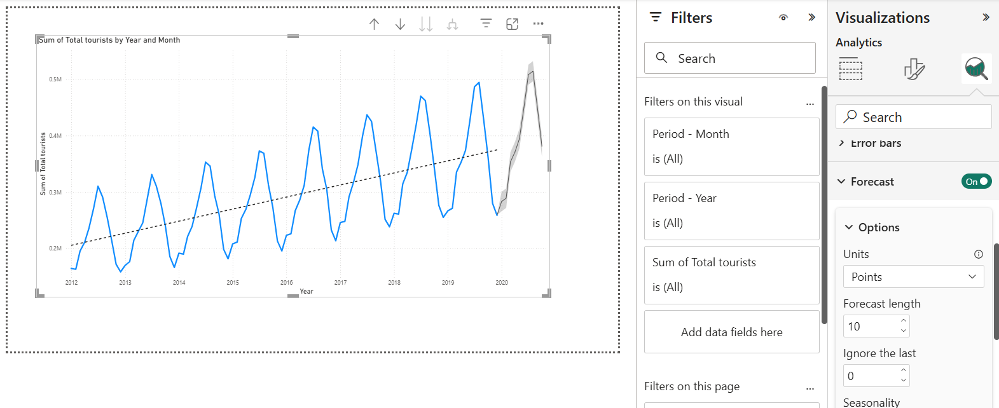 Sum of Total tourists by Year and Month
0.5M
0.4M
0.3M
0.2M
Sum of Total tourists
2012 2013 2014 2015 2016 2017 2018 2019 2020
Year
Filters
Search
Filters on this visual ...
Period - Month
is (All)
Period - Year
is (All)
Sum of Total tourists
is (All)
Add data fields here
Filters on this page ...
Visualizations
Analytics
Search
Error bars
Forecast On
Options
Units
Points
Forecast length
10
Ignore the last
0
Seasonality